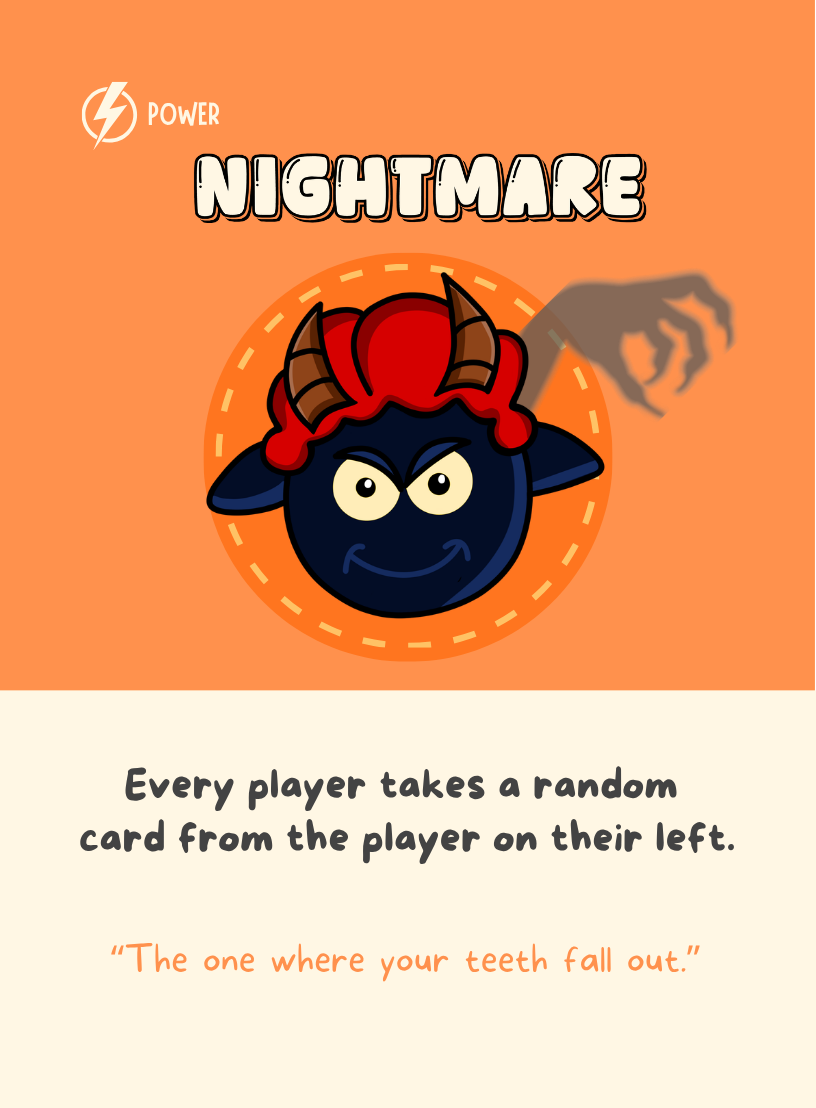 POWER
NIGHTMARE
Every player takes a random
card from the player on their left.
“The one where your teeth fall out.”